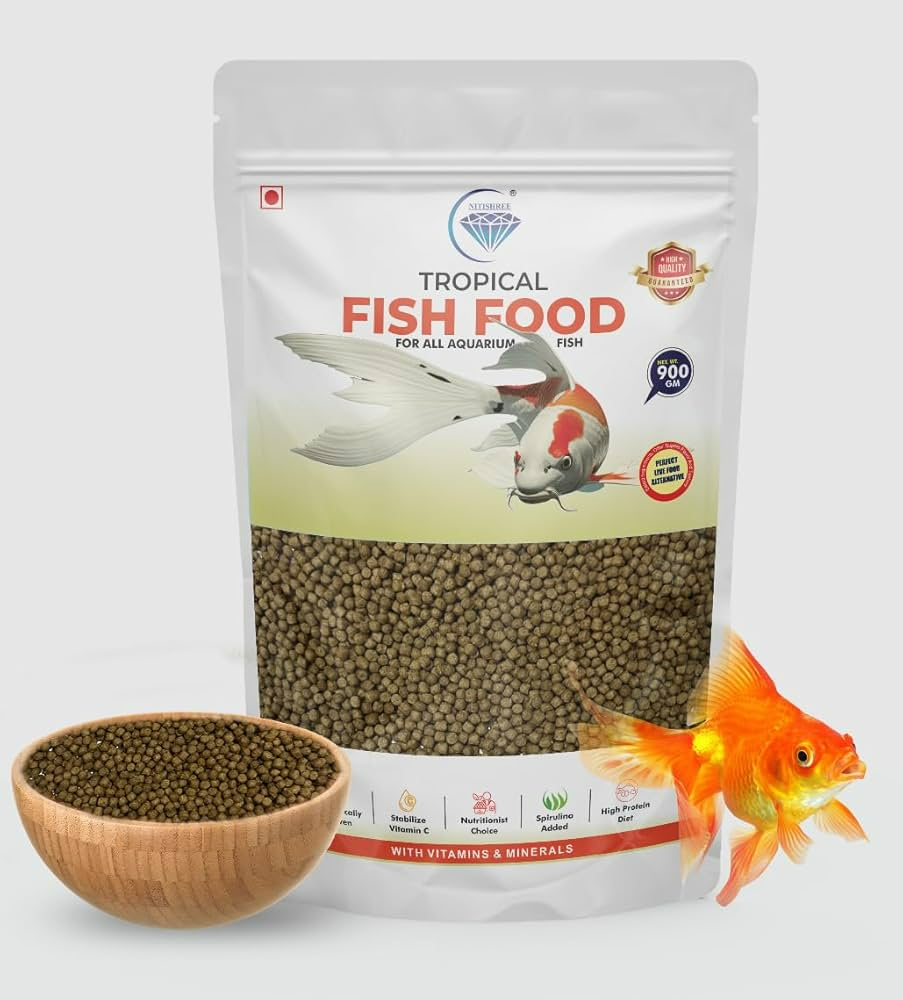 NITISHREE
®
TROPICAL
FISH FOOD
FOR ALL AQUARIUM FISH
HIGH
QUALITY
GUARANTEED
NET. WT.
900
GM
PERFECT
LIVE FOOD
ALTERNATIVE
Stabilize
Vitamin C
Nutritionist
Choice
Spirulina
Added
High Protein
Diet
WITH VITAMINS & MINERALS